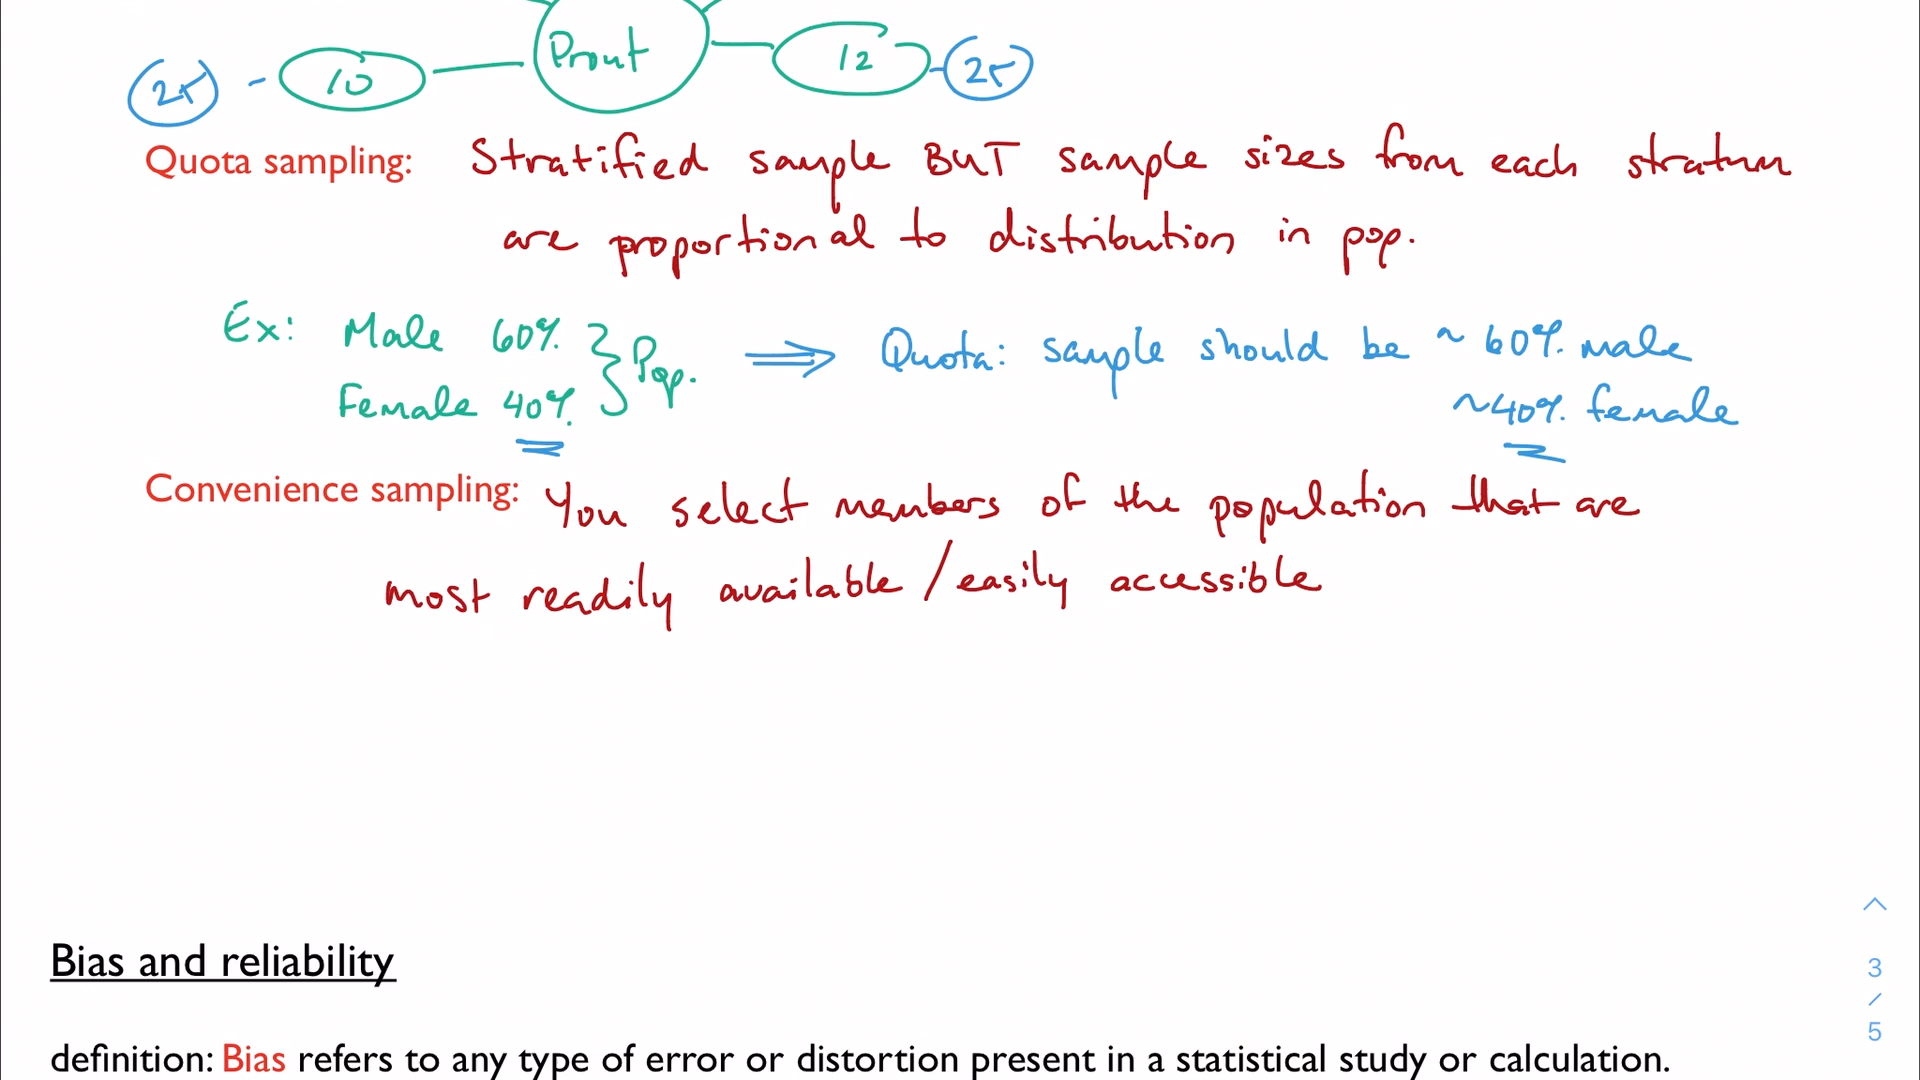 Prout
25 - 10
12 - 25
Quota sampling: Stratified sample BUT sample sizes from each stratum
are proportional to distribution in pop.
Ex: Male 60% } Pop. ⟹ Quota: sample should be ~ 60% male
Female 40% ~40% female
Convenience sampling: You select members of the population that are
most readily available / easily accessible
Bias and reliability
definition: Bias refers to any type of error or distortion present in a statistical study or calculation.
3
/
5